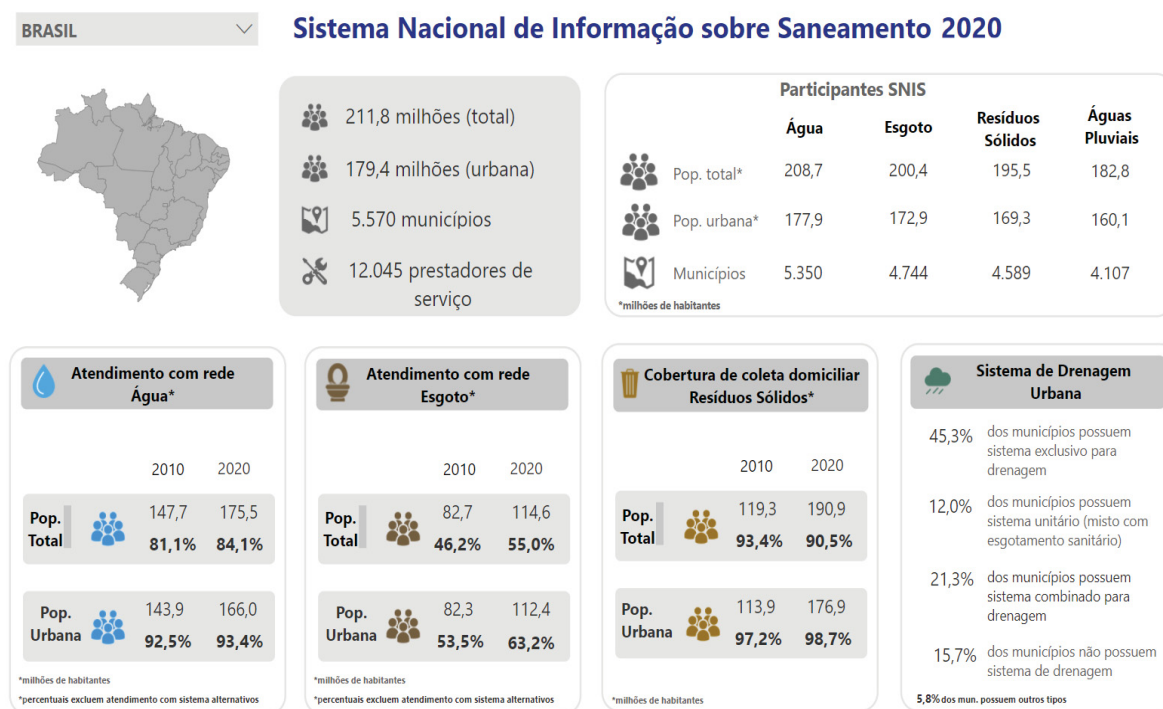 BRASIL
Sistema Nacional de Informação sobre Saneamento 2020
211,8 milhões (total)
179,4 milhões (urbana)
5.570 municípios
12.045 prestadores de
serviço
Participantes SNIS
Água Esgoto Resíduos Sólidos Águas Pluviais
Pop. total* 208,7 200,4 195,5 182,8
Pop. urbana* 177,9 172,9 169,3 160,1
Municípios 5.350 4.744 4.589 4.107
*milhões de habitantes
Atendimento com rede
Água*
2010 2020
Pop. Total 147,7 175,5
81,1% 84,1%
Pop. Urbana 143,9 166,0
92,5% 93,4%
*milhões de habitantes
*percentuais excluem atendimento com sistema alternativos
Atendimento com rede
Esgoto*
2010 2020
Pop. Total 82,7 114,6
46,2% 55,0%
Pop. Urbana 82,3 112,4
53,5% 63,2%
*milhões de habitantes
*percentuais excluem atendimento com sistema alternativos
Cobertura de coleta domiciliar
Resíduos Sólidos*
2010 2020
Pop. Total 119,3 190,9
93,4% 90,5%
Pop. Urbana 113,9 176,9
97,2% 98,7%
*milhões de habitantes
Sistema de Drenagem
Urbana
45,3% dos municípios possuem
sistema exclusivo para
drenagem
12,0% dos municípios possuem
sistema unitário (misto com
esgotamento sanitário)
21,3% dos municípios possuem
sistema combinado para
drenagem
15,7% dos municípios não possuem
sistema de drenagem
5,8% dos mun. possuem outros tipos